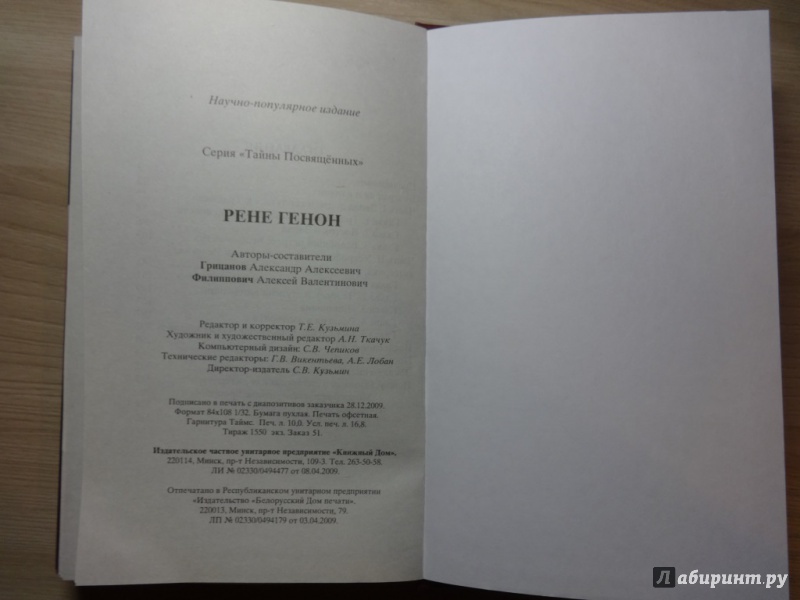 Научно-популярное издание
Серия «Тайны Посвящённых»
РЕНЕ ГЕНОН
Авторы-составители
Грицанов Александр Алексеевич
Филиппович Алексей Валентинович
Редактор и корректор Т.Е. Кузьмина
Художник и художественный редактор А.Н. Ткачук
Компьютерный дизайн: С.В. Чепиков
Технические редакторы: Г.В. Викентьева, А.Е. Лобан
Директор-издатель С.В. Кузьмин
Подписано в печать с диапозитивов заказчика 28.12.2009.
Формат 84х108 1/32. Бумага пухлая. Печать офсетная.
Гарнитура Таймс. Печ. л. 10,0. Усл. печ. л. 16,8.
Тираж 1550 экз. Заказ 51.
Издательское частное унитарное предприятие «Книжный Дом».
220114, Минск, пр-т Независимости, 109-3. Тел. 263-50-58.
ЛИ № 02330/0494477 от 08.04.2009.
Отпечатано в Республиканском унитарном предприятии
«Издательство «Белорусский Дом печати».
220013, Минск, пр-т Независимости, 79.
ЛП № 02330/0494179 от 03.04.2009.
Лабиринт.ру